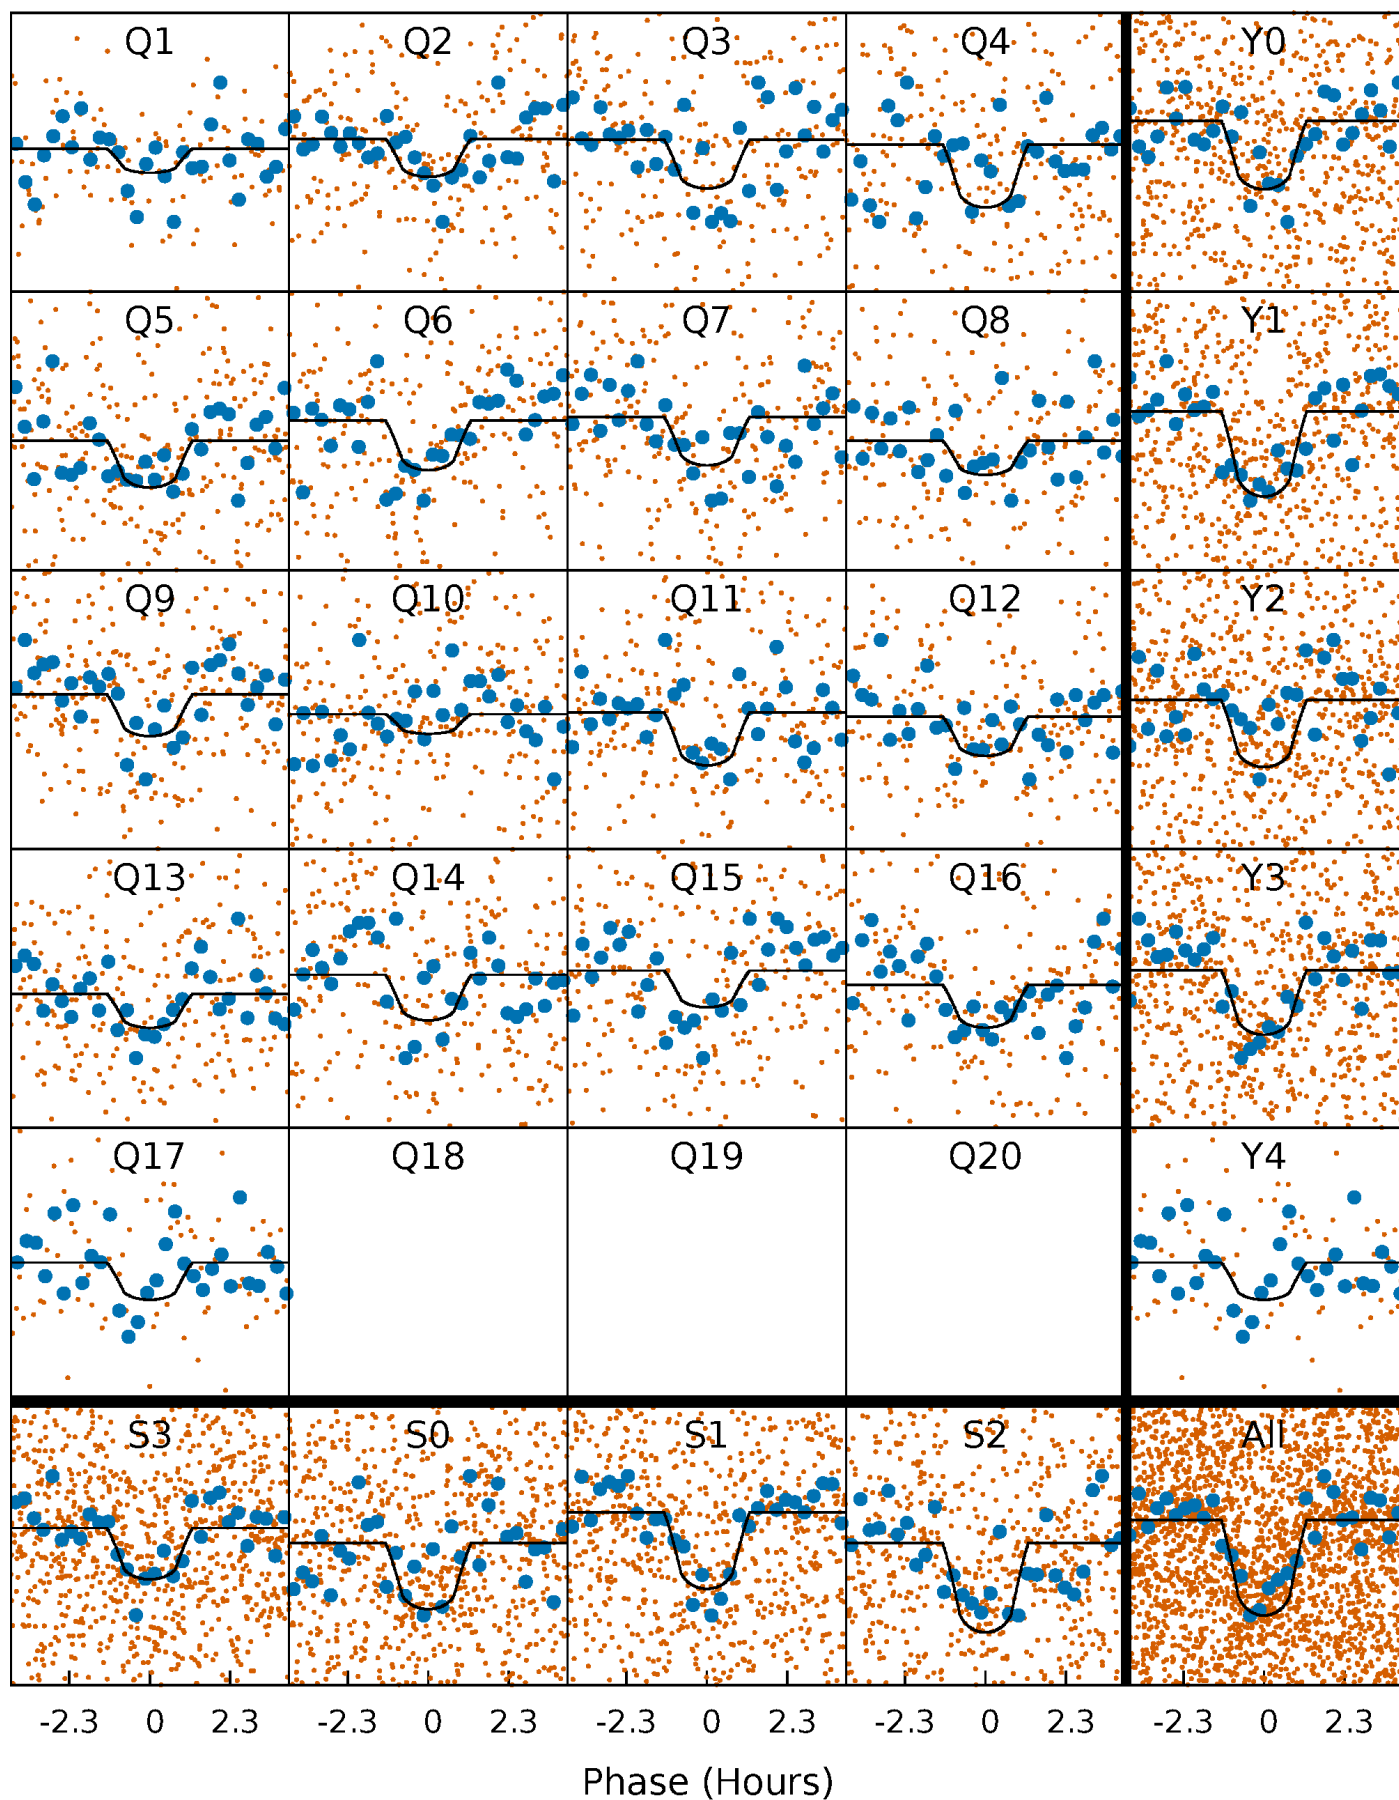 Q1 Q2 Q3 Q4 Y0
Q5 Q6 Q7 Q8 Y1
Q9 Q10 Q11 Q12 Y2
Q13 Q14 Q15 Q16 Y3
Q17 Q18 Q19 Q20 Y4
S3 S0 S1 S2 All
-2.3 0 2.3 -2.3 0 2.3 -2.3 0 2.3 -2.3 0 2.3 -2.3 0 2.3
Phase (Hours)